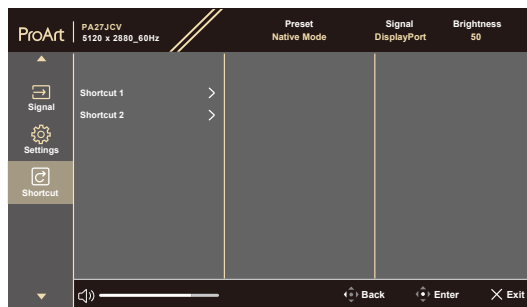 ProArt
PA27JCV
5120 x 2880_60Hz
Preset
Native Mode
Signal
DisplayPort
Brightness
50
Signal
Settings
Shortcut
Shortcut 1
Shortcut 2
Back
Enter
Exit